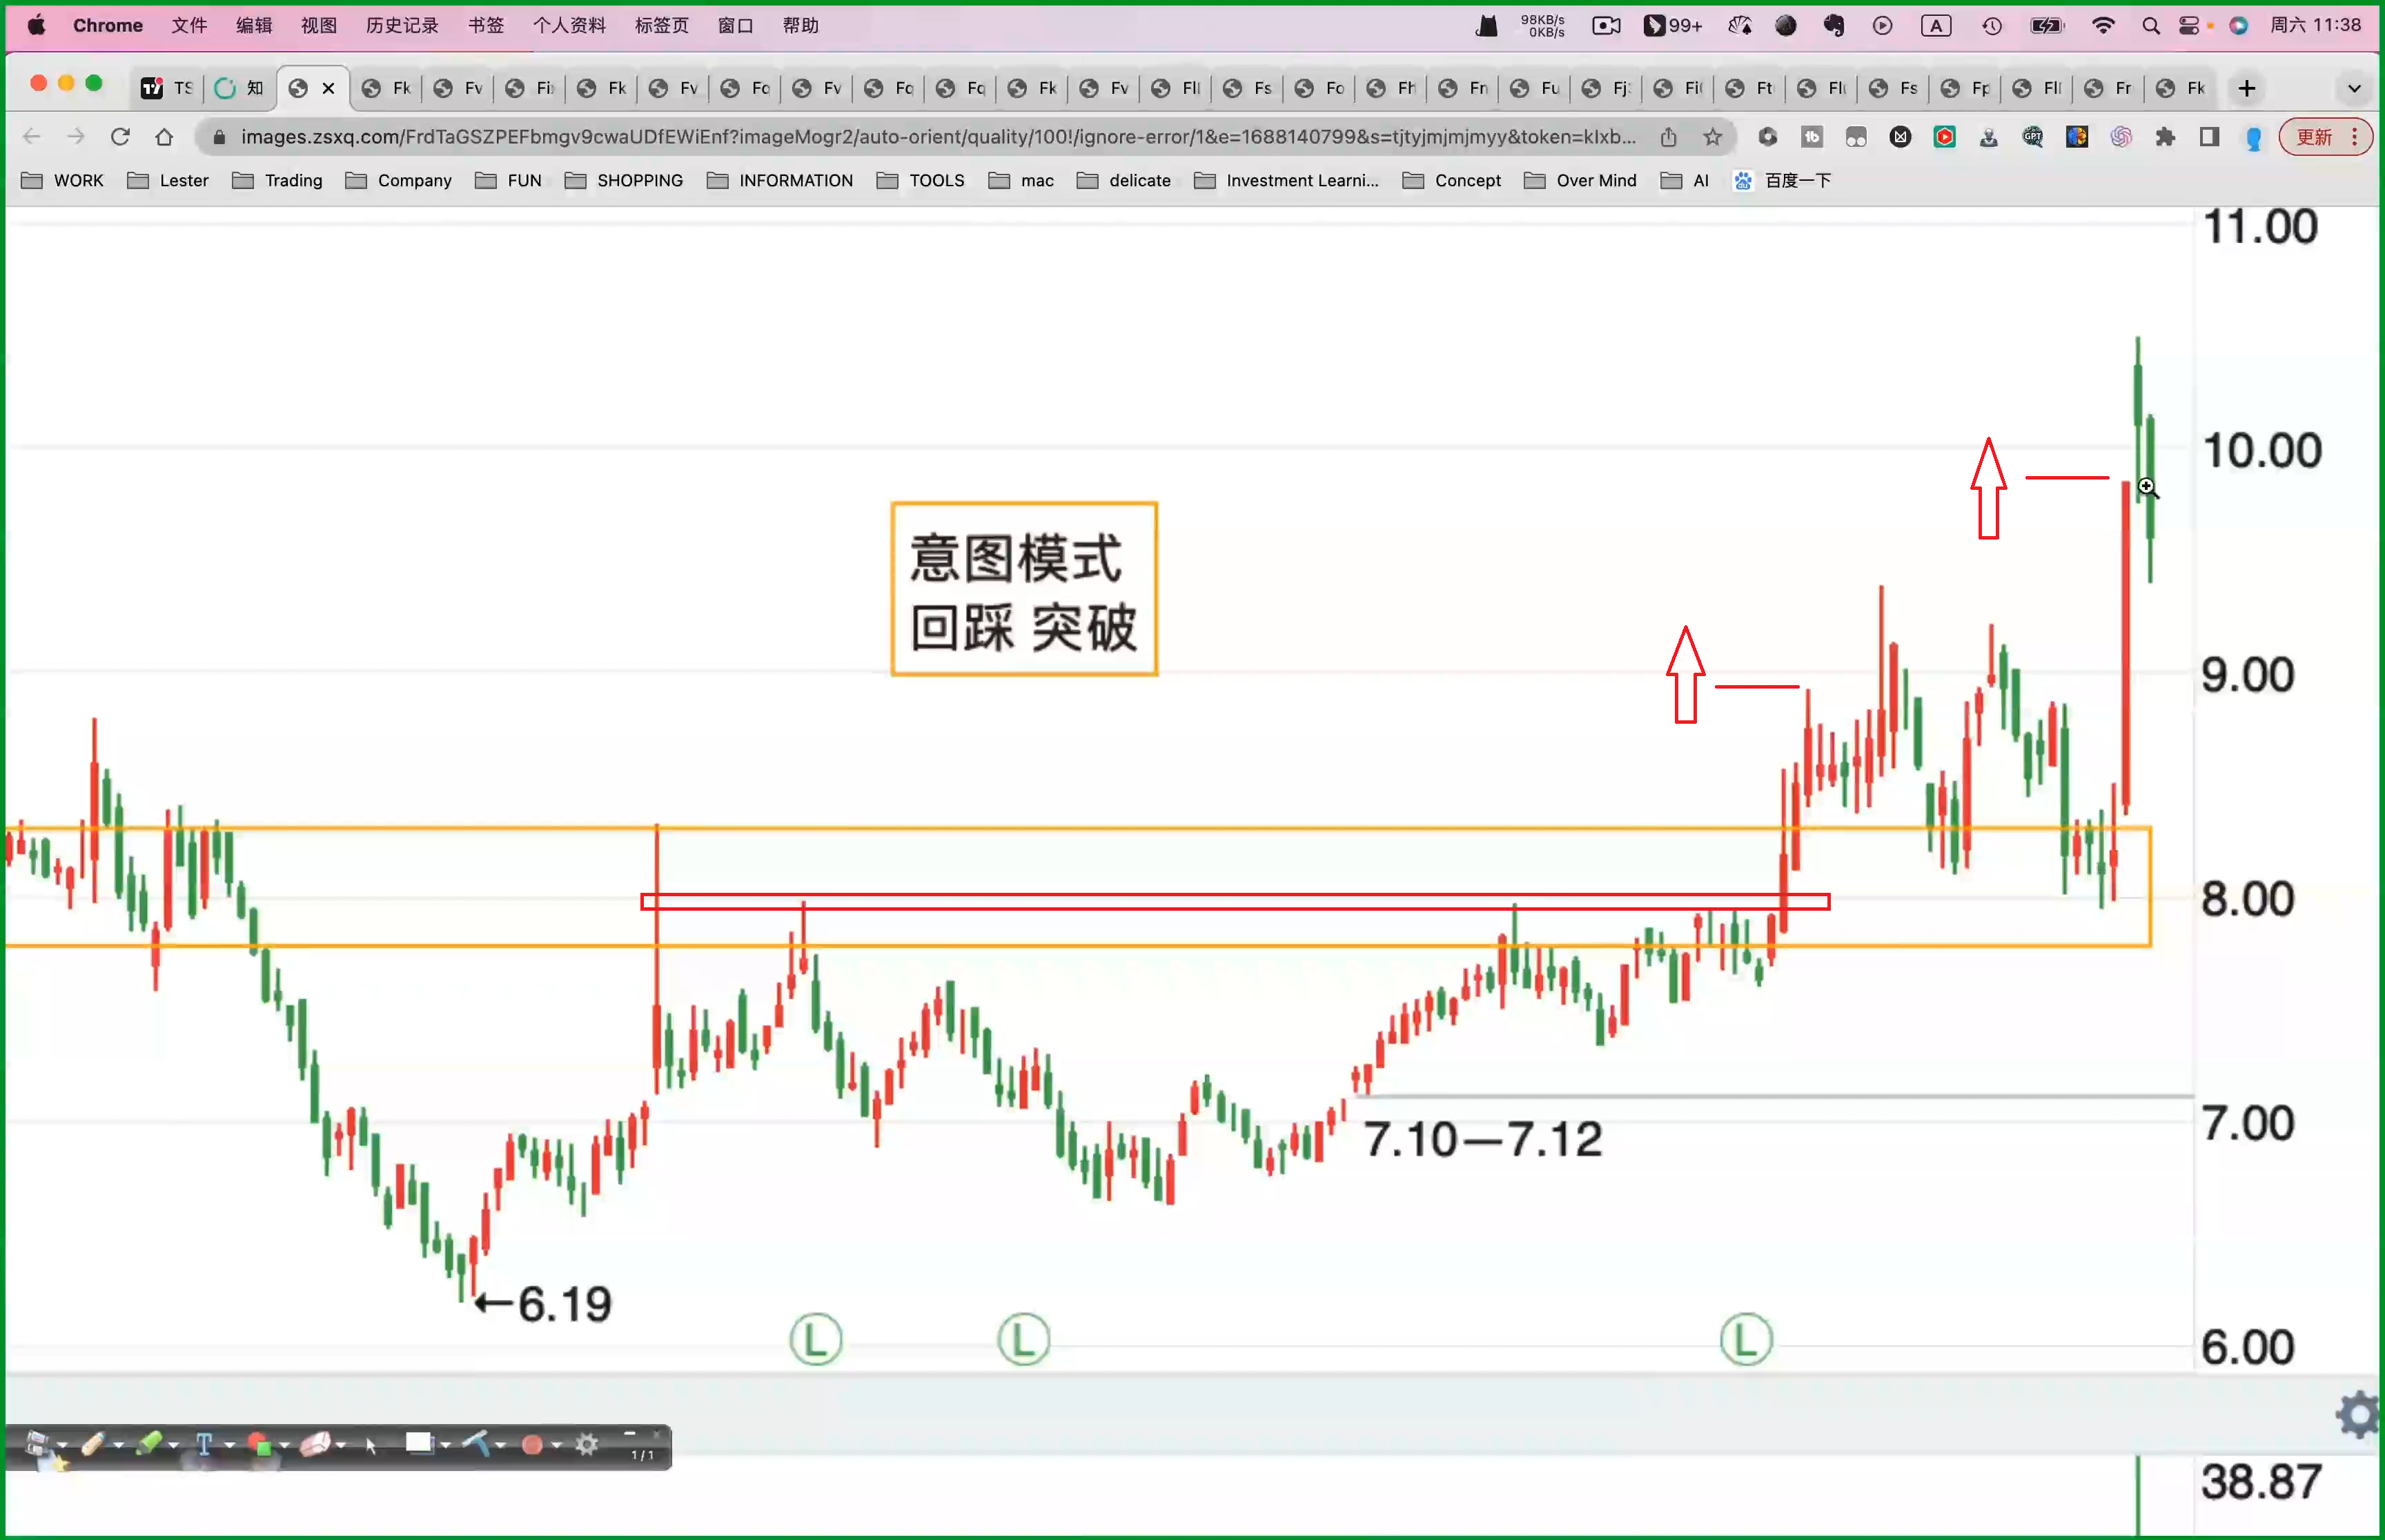 Chrome 文件 编辑 视图 历史记录 书签 个人资料 标签页 窗口 帮助 98KB/s 0KB/s 99+ A 周六 11:38
TS 知 Fk Fv Fi Fk Fv Fc Fv Fq Fq Fk Fv Fll Fs Fo Fh Fn Fu Fj Fi Ft Fl Fs Fp Fll Fr Fk
images.zsxq.com/FrdTaGSZPEFbmgv9cwaUDfEWiEnf?imageMogr2/auto-orient/quality/100!/ignore-error/1&e=1688140799&s=tjtyjmjmjmyy&token=kIxb... 更新
WORK Lester Trading Company FUN SHOPPING INFORMATION TOOLS mac delicate Investment Learni... Concept Over Mind AI 百度一下
11.00
10.00
意图模式
回踩 突破
9.00
8.00
7.00
7.10—7.12
←6.19
L L L
6.00
1/1
38.87